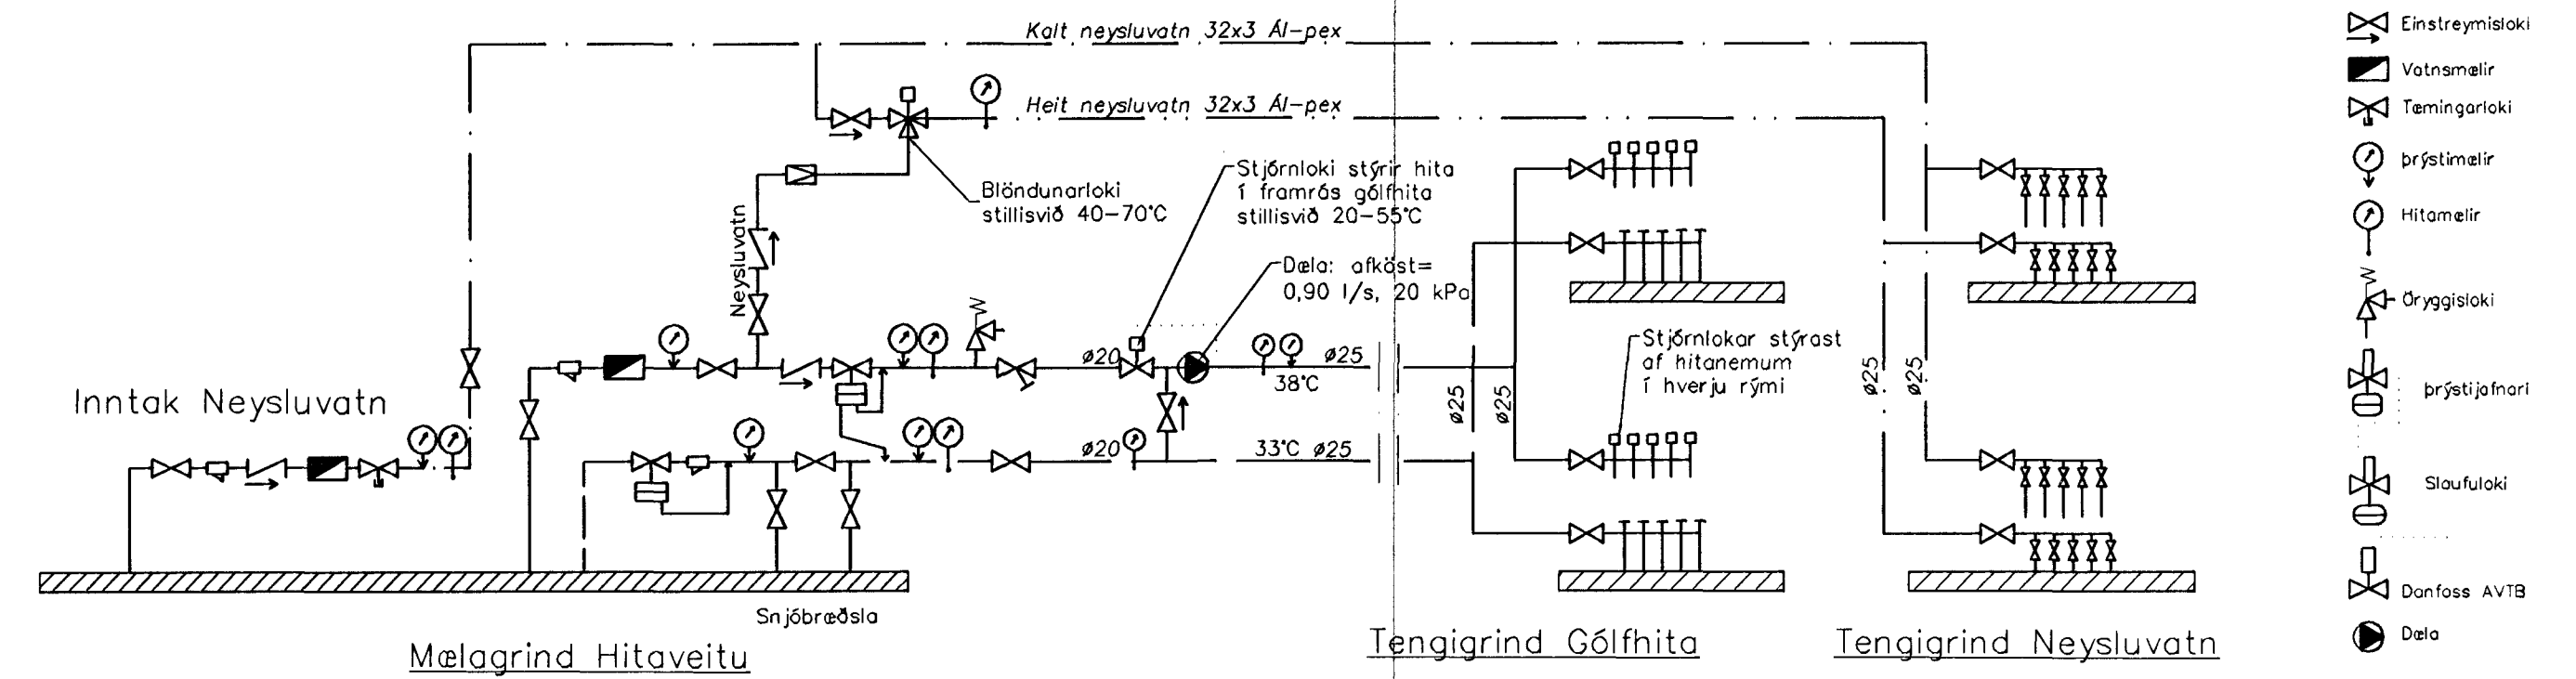 Kalt neysluvatn 32x3 Ál-pex
Heit neysluvatn 32x3 Ál-pex
Blöndunarloki
stillisvið 40-70°C
Stjórnloki stýrir hita
í framrás gólfhita
stillisvið 20-55°C
Neysluvatn
Dæla: afköst=
0,90 l/s, 20 kPa
Stjórnlokar stýrast
af hitanemum
í hverju rými
ø20
ø25
38°C
ø20
33°C ø25
ø25
ø25
ø25
ø25
Inntak Neysluvatn
Snjóbræðsla
Mælagrind Hitaveitu
Tengigrind Gólfhita
Tengigrind Neysluvatn
Einstreymisloki
Vatnsmælir
Tæmingarloki
Þrýstimælir
Hitamælir
Öryggisloki
Þrýstijafnari
Slaufuloki
Danfoss AVTB
Dæla